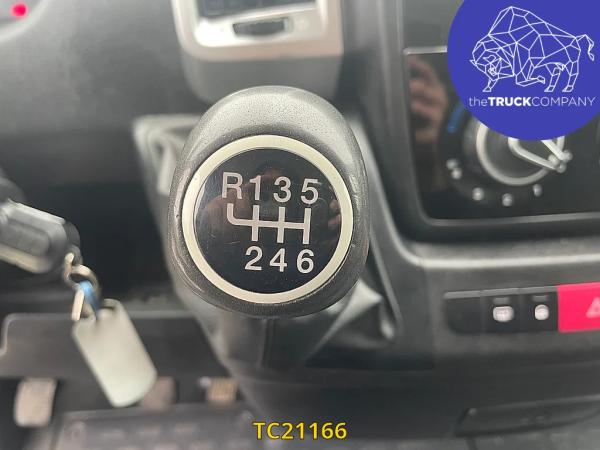 theTRUCKCOMPANY
R135
246
TC21166